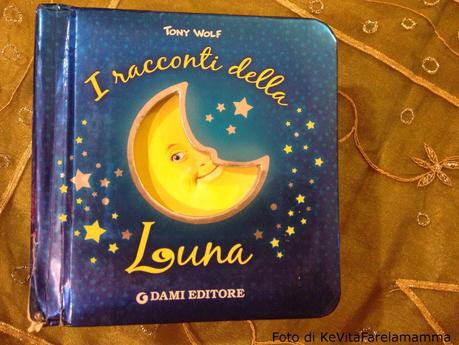 TONY WOLF
I racconti della
Luna
DAMI EDITORE
Foto di KeVitaFarelamamma